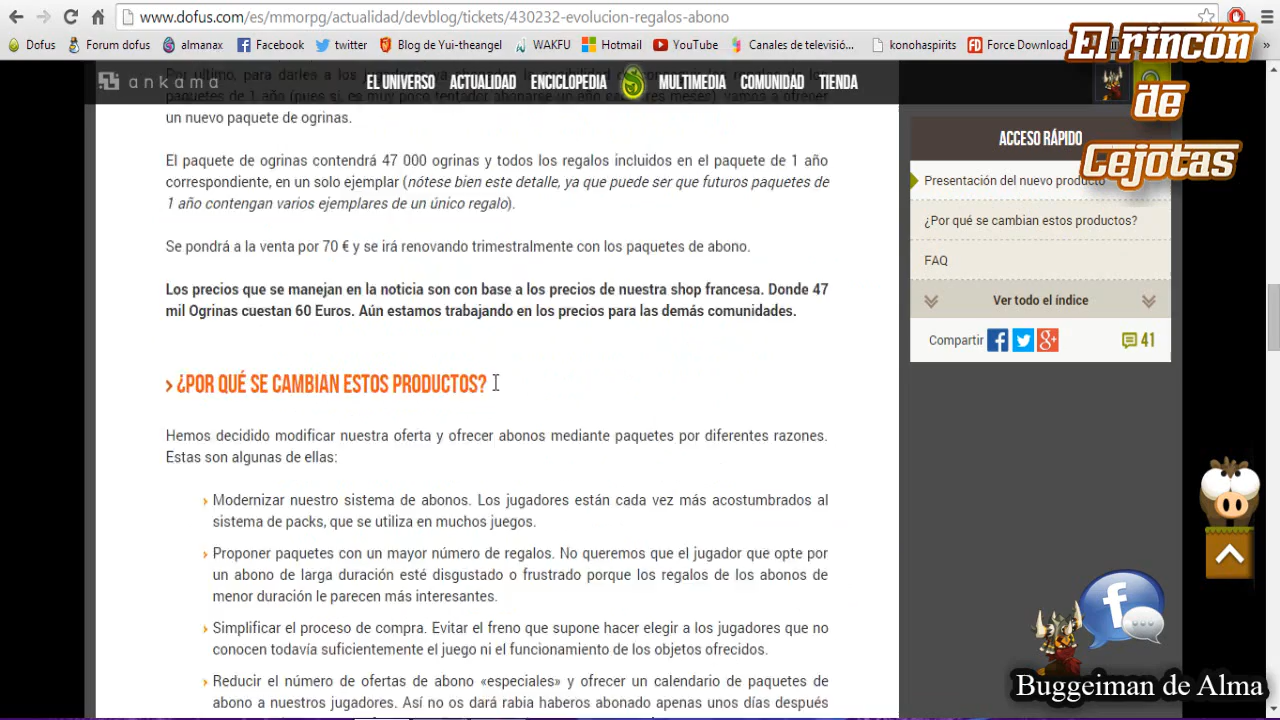 www.dofus.com/es/mmorpg/actualidad/devblog/tickets/430232-evolucion-regalos-abono
Dofus Forum dofus almanax Facebook twitter Blog de Yui-theangel WAKFU Hotmail YouTube Canales de televisió... konohaspirits Force Download »
El rincón
de
Cejotas
ankama EL UNIVERSO ACTUALIDAD ENCICLOPEDIA MULTIMEDIA COMUNIDAD TIENDA
paquetes de 1 año (pues sí, es muy poco tentador abonarse un año
un nuevo paquete de ogrinas.
El paquete de ogrinas contendrá 47 000 ogrinas y todos los regalos incluidos en el paquete de 1 año
correspondiente, en un solo ejemplar (nótese bien este detalle, ya que puede ser que futuros paquetes de
1 año contengan varios ejemplares de un único regalo).
Se pondrá a la venta por 70 € y se irá renovando trimestralmente con los paquetes de abono.
Los precios que se manejan en la noticia son con base a los precios de nuestra shop francesa. Donde 47
mil Ogrinas cuestan 60 Euros. Aún estamos trabajando en los precios para las demás comunidades.
¿POR QUÉ SE CAMBIAN ESTOS PRODUCTOS?
Hemos decidido modificar nuestra oferta y ofrecer abonos mediante paquetes por diferentes razones.
Estas son algunas de ellas:
Modernizar nuestro sistema de abonos. Los jugadores están cada vez más acostumbrados al
sistema de packs, que se utiliza en muchos juegos.
Proponer paquetes con un mayor número de regalos. No queremos que el jugador que opte por
un abono de larga duración esté disgustado o frustrado porque los regalos de los abonos de
menor duración le parecen más interesantes.
Simplificar el proceso de compra. Evitar el freno que supone hacer elegir a los jugadores que no
conocen todavía suficientemente el juego ni el funcionamiento de los objetos ofrecidos.
Reducir el número de ofertas de abono «especiales» y ofrecer un calendario de paquetes de
abono a nuestros jugadores. Así no os dará rabia haberos abonado apenas unos días después
ACCESO RÁPIDO
Presentación del nuevo producto
¿Por qué se cambian estos productos?
FAQ
Ver todo el índice
Compartir 41
Buggeiman de Alma